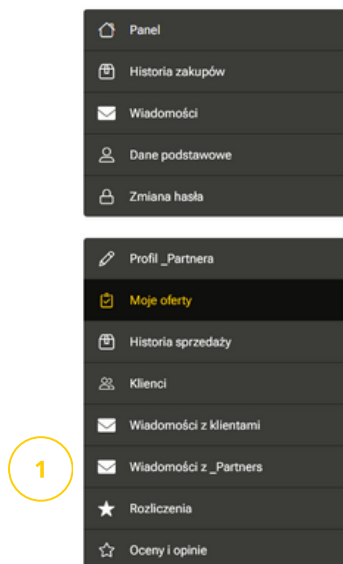 Panel
Historia zakupów
Wiadomości
Dane podstawowe
Zmiana hasła
Profil _Partnera
Moje oferty
Historia sprzedaży
Klienci
Wiadomości z klientami
1
Wiadomości z _Partners
Rozliczenia
Oceny i opinie